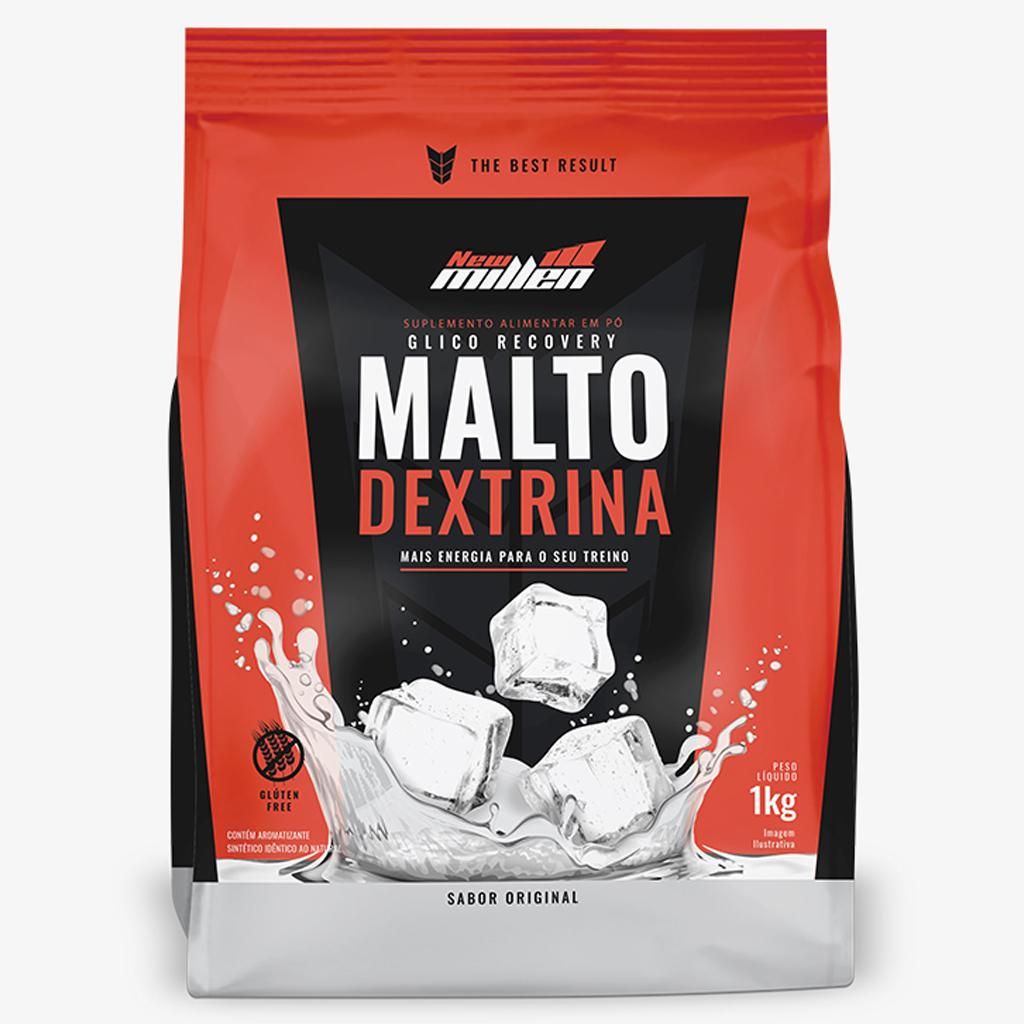 THE BEST RESULT
New
millen
SUPLEMENTO ALIMENTAR EM PÓ
GLICO RECOVERY
MALTO
DEXTRINA
MAIS ENERGIA PARA O SEU TREINO
GLÚTEN
FREE
CONTÉM AROMATIZANTE
SINTÉTICO IDÊNTICO AO NATURAL
PESO
LÍQUIDO
1kg
Imagem
Ilustrativa
SABOR ORIGINAL